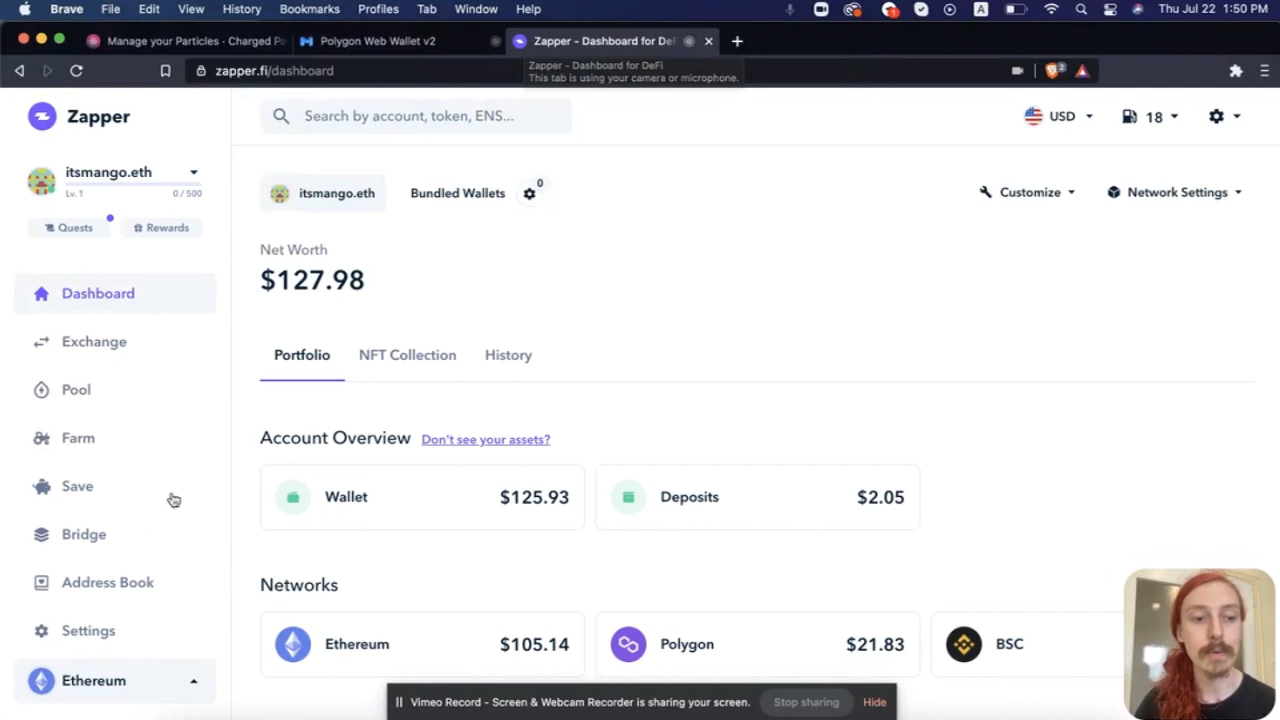 Brave File Edit View History Bookmarks Profiles Tab Window Help
A Thu Jul 22 1:50 PM
Manage your Particles - Charged P
Polygon Web Wallet v2
Zapper - Dashboard for DeF
zapper.fi/dashboard
Zapper - Dashboard for DeFi
This tab is using your camera or microphone.
2
Zapper
Search by account, token, ENS...
USD
18
itsmango.eth
Lv. 1 0/500
Quests Rewards
itsmango.eth
Bundled Wallets
0
Customize
Network Settings
Net Worth
$127.98
Dashboard
Exchange
Pool
Farm
Save
Bridge
Address Book
Settings
Ethereum
Portfolio NFT Collection History
Account Overview Don't see your assets?
Wallet $125.93
Deposits $2.05
Networks
Ethereum $105.14
Polygon $21.83
BSC
Vimeo Record - Screen & Webcam Recorder is sharing your screen. Stop sharing Hide